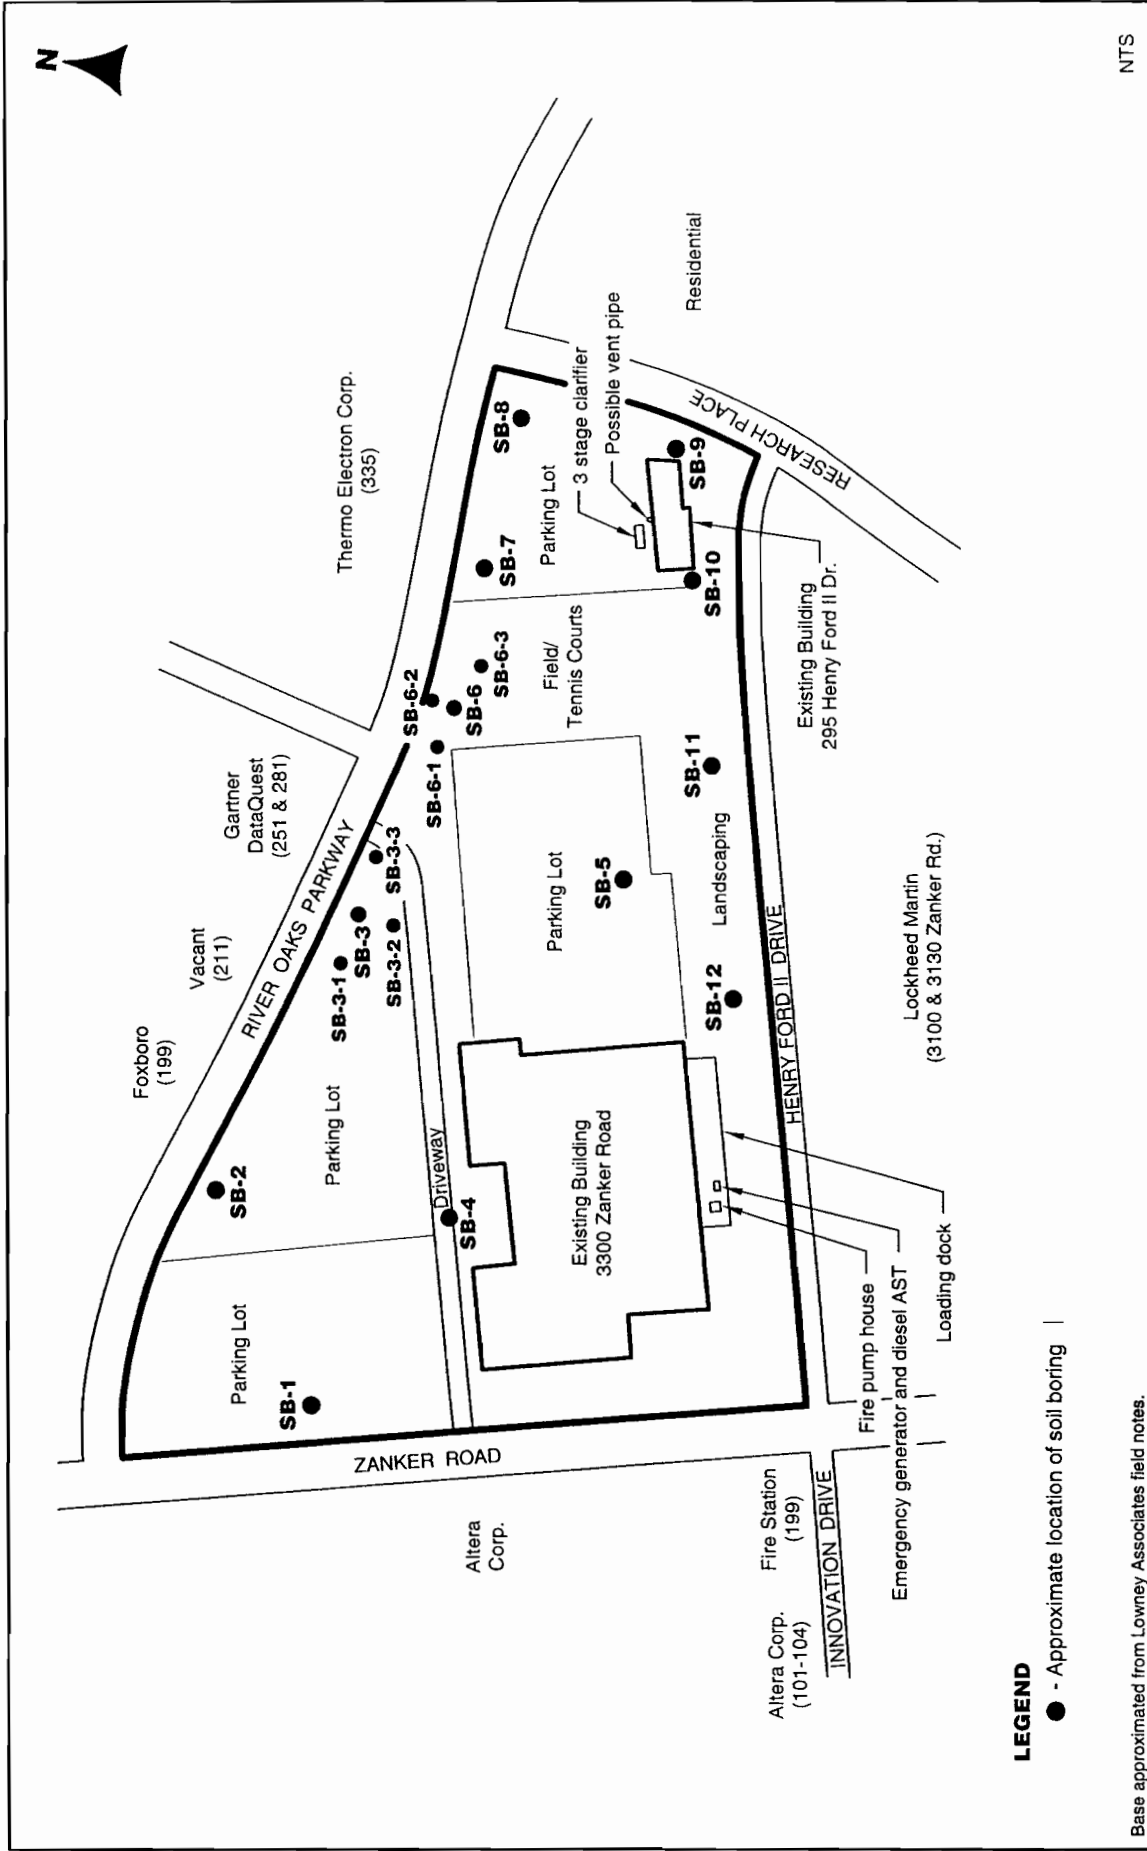 N
NTS
Foxboro
(199)
Vacant
(211)
Gartner
DataQuest
(251 & 281)
Thermo Electron Corp.
(335)
RIVER OAKS PARKWAY
SB-2
Parking Lot
Parking Lot
SB-1
ZANKER ROAD
SB-3-1
SB-3
SB-3-2
SB-3-3
SB-6-1
SB-6-2
SB-6
SB-6-3
SB-7
SB-8
Parking Lot
3 stage clarifier
Possible vent pipe
Residential
Driveway
SB-4
Parking Lot
SB-5
Field/
Tennis Courts
SB-9
SB-10
RESEARCH PLACE
Existing Building
3300 Zanker Road
SB-11
SB-12
Landscaping
Existing Building
295 Henry Ford II Dr.
HENRY FORD II DRIVE
Altera
Corp.
Fire Station
(199)
Altera Corp.
(101-104)
INNOVATION DRIVE
Fire pump house
Emergency generator and diesel AST
Loading dock
Lockheed Martin
(3100 & 3130 Zanker Rd.)
LEGEND
● - Approximate location of soil boring
Base approximated from Lowney Associates field notes.